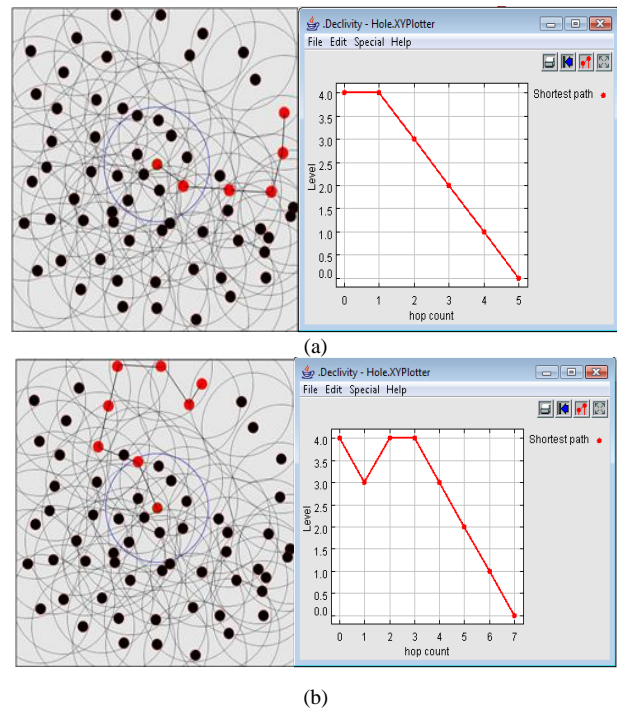 .Declivity - Hole.XYPlotter
File Edit Special Help
Shortest path
4.0
3.5
3.0
2.5
2.0
1.5
1.0
0.5
0.0
Level
0 1 2 3 4 5
hop count
(a)
.Declivity - Hole.XYPlotter
File Edit Special Help
Shortest path
4.0
3.5
3.0
2.5
2.0
1.5
1.0
0.5
0.0
Level
0 1 2 3 4 5 6 7
hop count
(b)